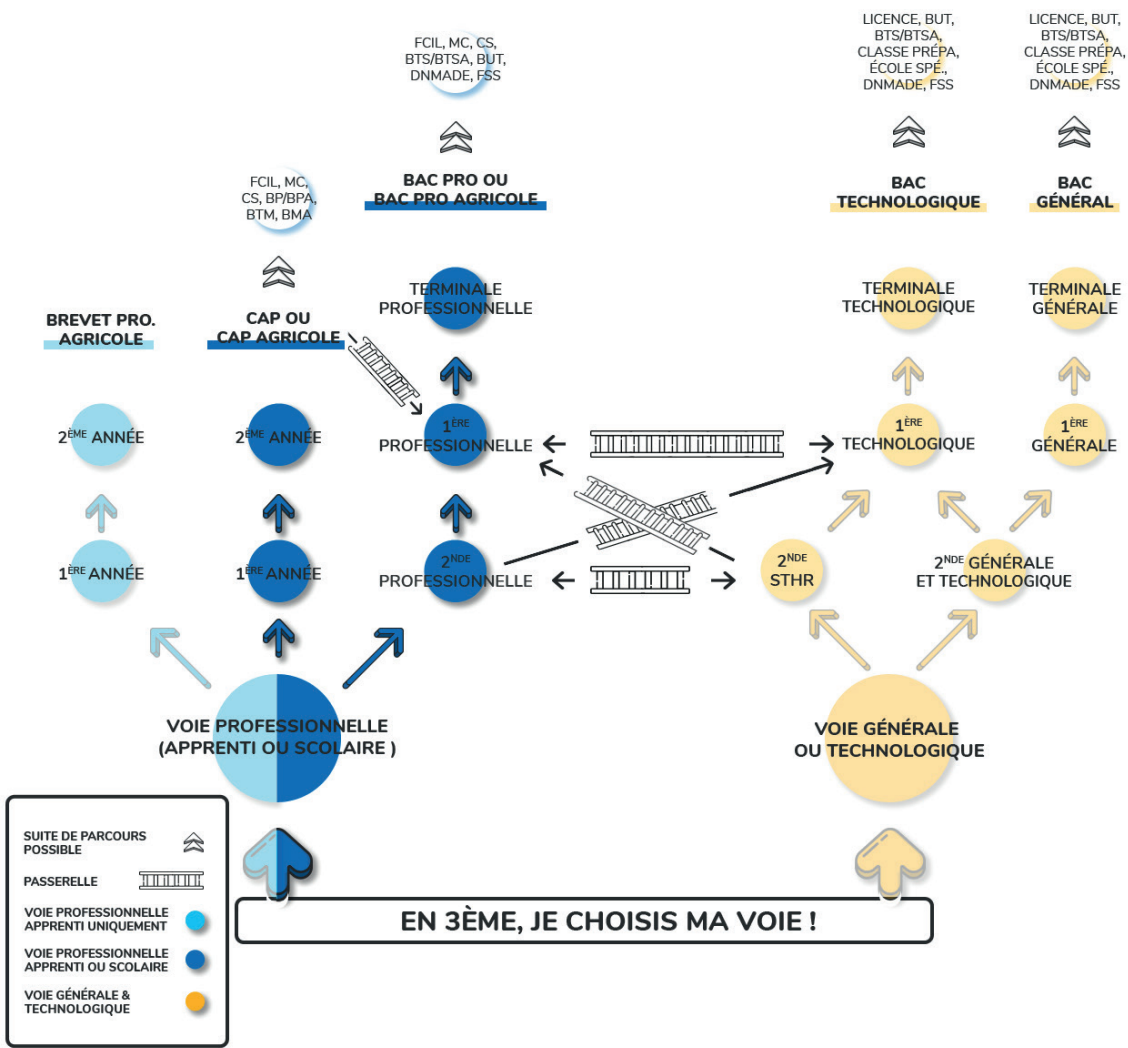 FCIL, MC, CS,
BTS/BTSA, BUT,
DNMADE, FSS
LICENCE, BUT,
BTS/BTSA,
CLASSE PRÉPA,
ÉCOLE SPÉ.,
DNMADE, FSS
LICENCE, BUT,
BTS/BTSA,
CLASSE PRÉPA,
ÉCOLE SPÉ.,
DNMADE, FSS
FCIL, MC,
CS, BP/BPA,
BTM, BMA
BAC PRO OU
BAC PRO AGRICOLE
BAC
TECHNOLOGIQUE
BAC
GÉNÉRAL
BREVET PRO.
AGRICOLE
CAP OU
CAP AGRICOLE
TERMINALE
PROFESSIONNELLE
TERMINALE
TECHNOLOGIQUE
TERMINALE
GÉNÉRALE
2ÈME ANNÉE
2ÈME ANNÉE
1ÈRE
PROFESSIONNELLE
1ÈRE
TECHNOLOGIQUE
1ÈRE
GÉNÉRALE
1ÈRE ANNÉE
1ÈRE ANNÉE
2NDE
PROFESSIONNELLE
2NDE
STHR
2NDE GÉNÉRALE
ET TECHNOLOGIQUE
VOIE PROFESSIONNELLE
(APPRENTI OU SCOLAIRE )
VOIE GÉNÉRALE
OU TECHNOLOGIQUE
SUITE DE PARCOURS
POSSIBLE
PASSERELLE
VOIE PROFESSIONNELLE
APPRENTI UNIQUEMENT
VOIE PROFESSIONNELLE
APPRENTI OU SCOLAIRE
VOIE GÉNÉRALE &
TECHNOLOGIQUE
EN 3ÈME, JE CHOISIS MA VOIE !